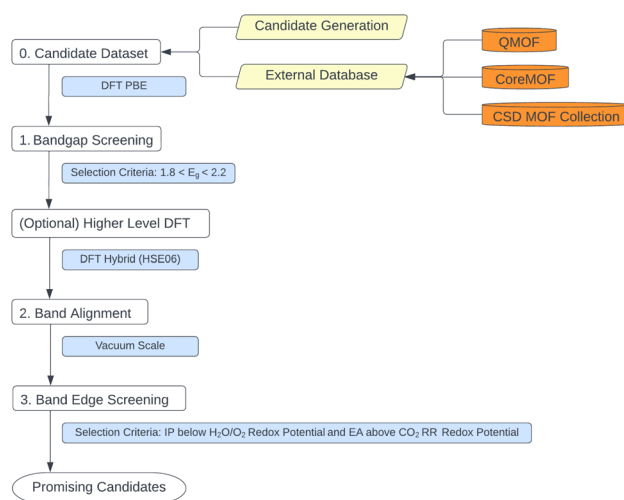 Candidate Generation
0. Candidate Dataset
External Database
QMOF
CoreMOF
CSD MOF Collection
DFT PBE
1. Bandgap Screening
Selection Criteria: 1.8 < E_g < 2.2
(Optional) Higher Level DFT
DFT Hybrid (HSE06)
2. Band Alignment
Vacuum Scale
3. Band Edge Screening
Selection Criteria: IP below H₂O/O₂ Redox Potential and EA above CO₂ RR Redox Potential
Promising Candidates